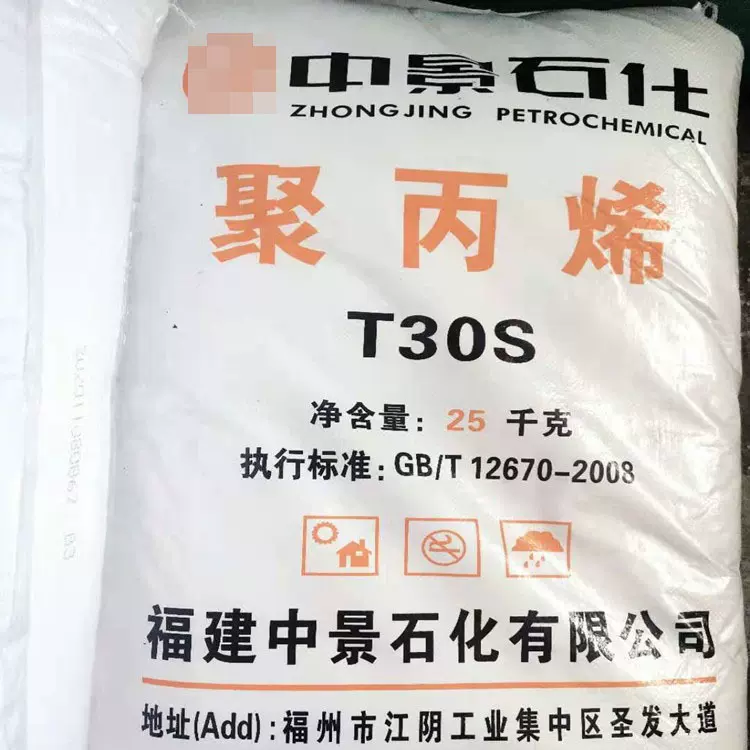 中景石化
ZHONGJING PETROCHEMICAL
聚丙烯
T30S
净含量: 25 千克
执行标准: GB/T 12670-2008
福建中景石化有限公司
地址(Add) : 福州市江阴工业集中区圣发大道